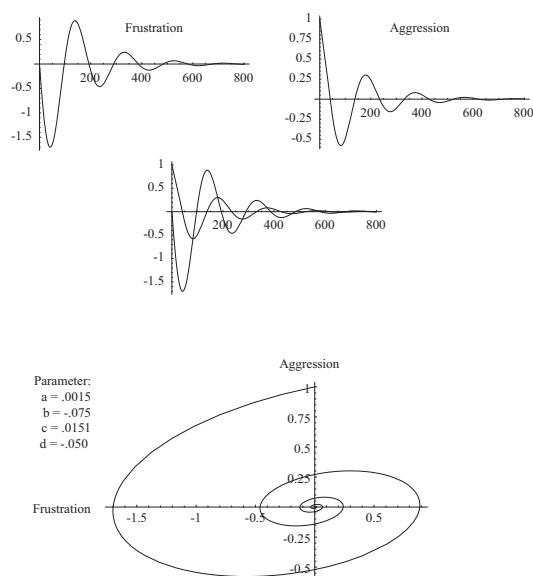 Frustration
0.5
200 400 600 800
-0.5
-1
-1.5
Aggression
1
0.75
0.5
0.25
200 400 600 800
-0.25
-0.5
1
0.5
200 400 600 800
-0.5
-1
-1.5
Aggression
Parameter:
a = .0015
b = -.075
c = .0151
d = -.050
1
0.75
0.5
0.25
Frustration
-1.5 -1 -0.5 0.5
-0.25
-0.5